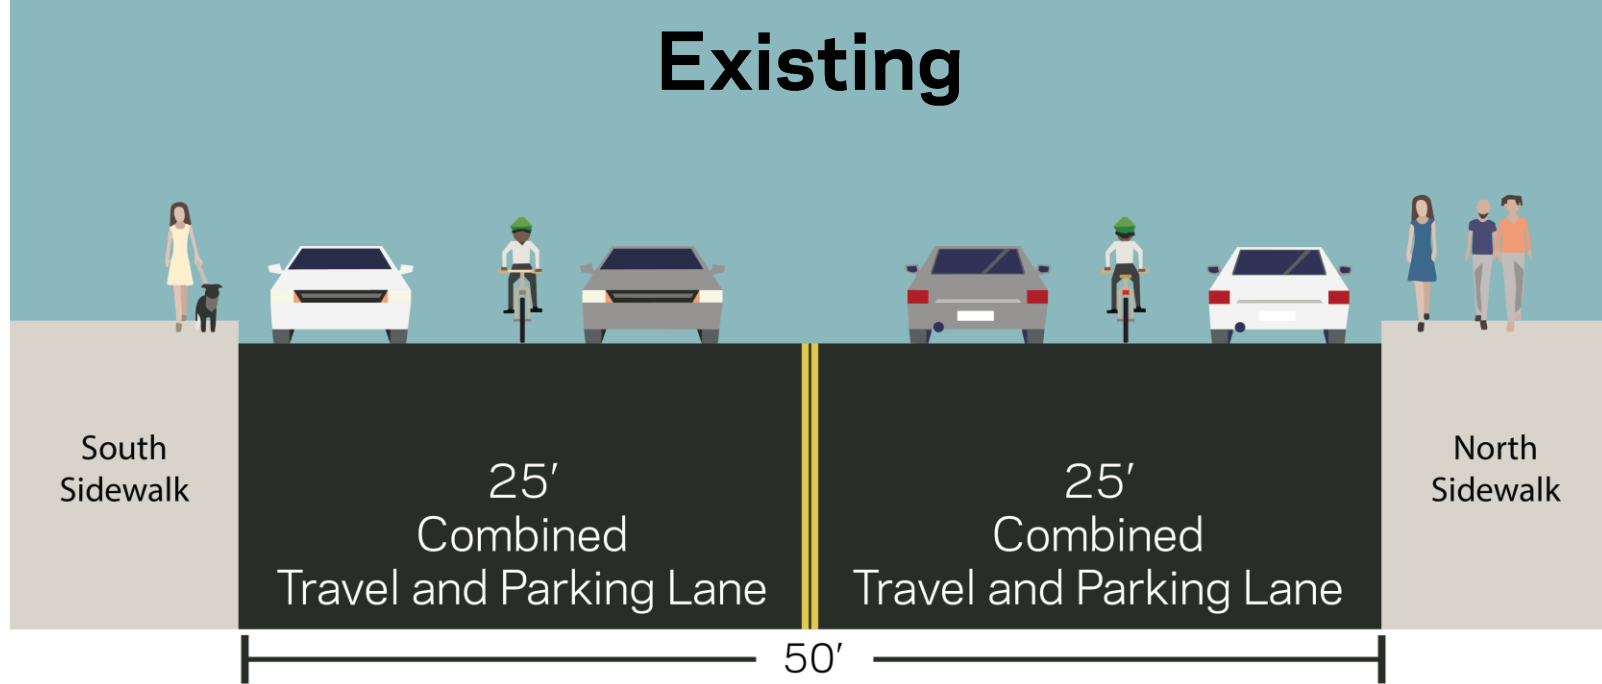 Existing
South
Sidewalk
25′
Combined
Travel and Parking Lane
25′
Combined
Travel and Parking Lane
North
Sidewalk
50′